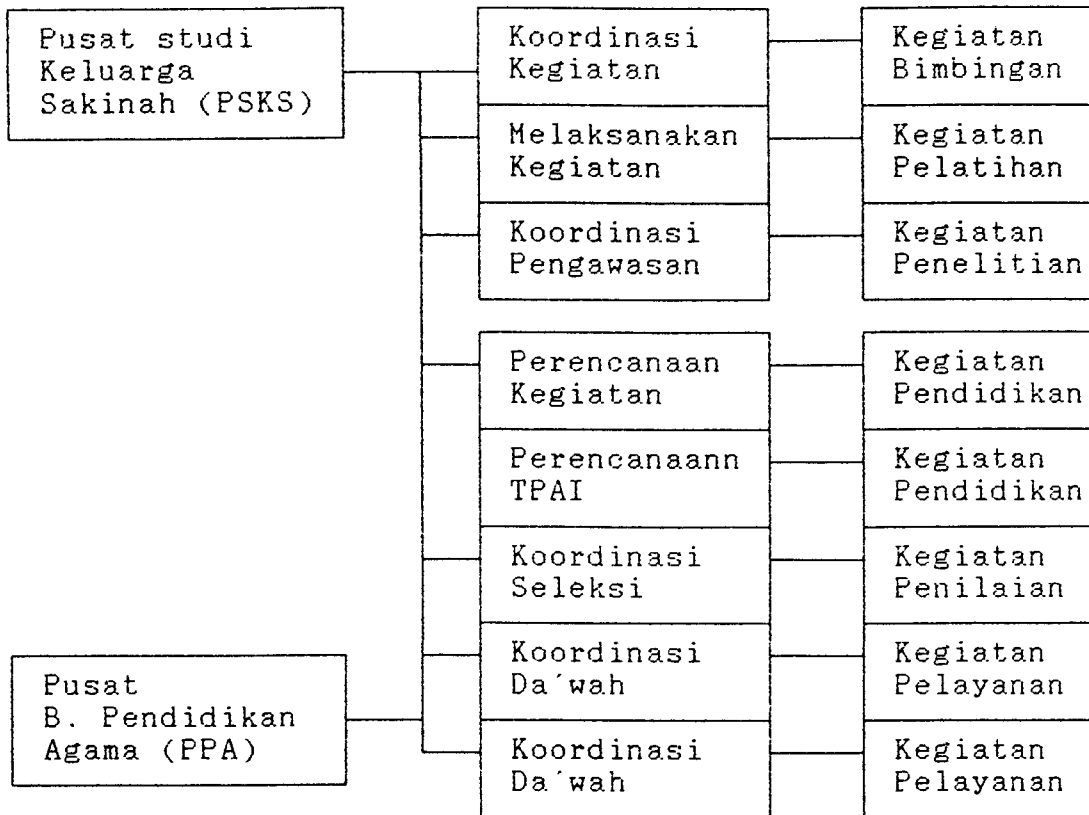 Pusat studi
Keluarga
Sakinah (PSKS)
Koordinasi
Kegiatan
Kegiatan
Bimbingan
Melaksanakan
Kegiatan
Kegiatan
Pelatihan
Koordinasi
Pengawasan
Kegiatan
Penelitian
Perencanaan
Kegiatan
Kegiatan
Pendidikan
Perencanaann
TPAI
Kegiatan
Pendidikan
Koordinasi
Seleksi
Kegiatan
Penilaian
Pusat
B. Pendidikan
Agama (PPA)
Koordinasi
Da´wah
Kegiatan
Pelayanan
Koordinasi
Da´wah
Kegiatan
Pelayanan